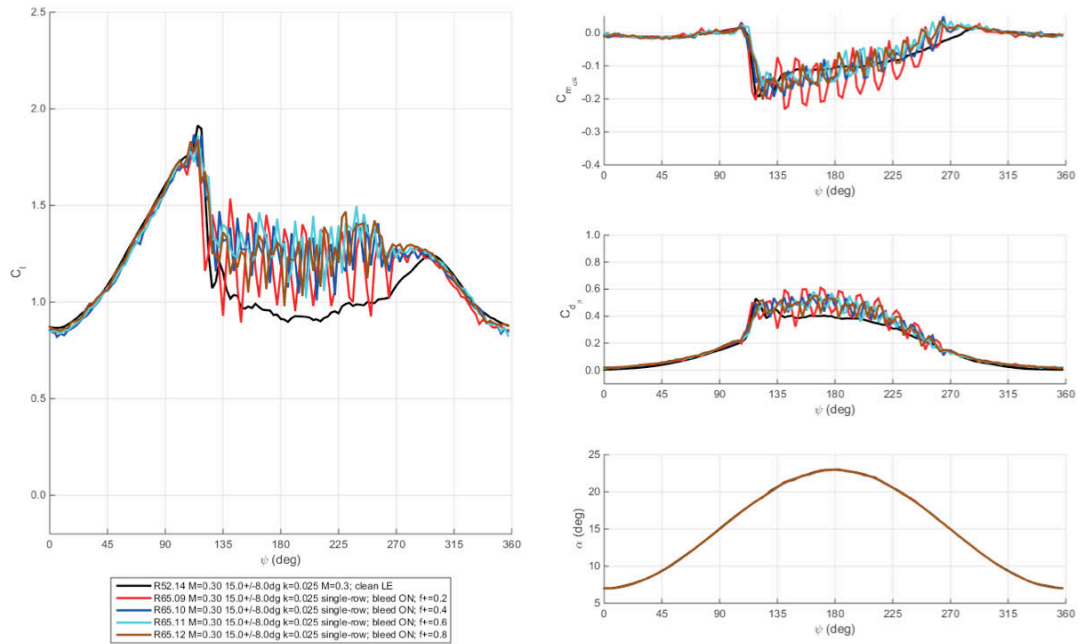 2.5
2.0
1.5
1.0
0.5
0.0
C_l
0 45 90 135 180 225 270 315 360
ψ (deg)
R52.14 M=0.30 15.0+/-8.0dg k=0.025 M=0.3; clean LE
R65.09 M=0.30 15.0+/-8.0dg k=0.025 single-row; bleed ON; f+=0.2
R65.10 M=0.30 15.0+/-8.0dg k=0.025 single-row; bleed ON; f+=0.4
R65.11 M=0.30 15.0+/-8.0dg k=0.025 single-row; bleed ON; f+=0.6
R65.12 M=0.30 15.0+/-8.0dg k=0.025 single-row; bleed ON; f+=0.8
0.0
-0.1
-0.2
-0.3
-0.4
0 45 90 135 180 225 270 315 360
ψ (deg)
1.0
0.8
0.6
0.4
0.2
0.0
0 45 90 135 180 225 270 315 360
ψ (deg)
25
20
15
10
5
α (deg)
0 45 90 135 180 225 270 315 360
ψ (deg)